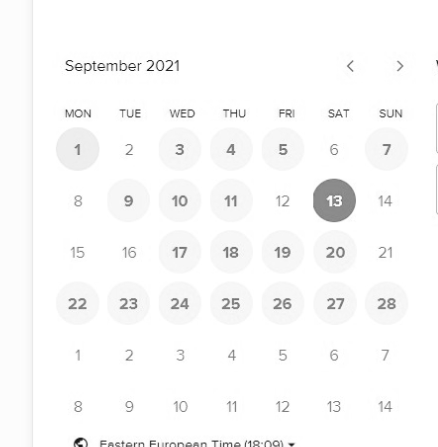 September 2021
MON TUE WED THU FRI SAT SUN
1 2 3 4 5 6 7
8 9 10 11 12 13 14
15 16 17 18 19 20 21
22 23 24 25 26 27 28
1 2 3 4 5 6 7
8 9 10 11 12 13 14
Eastern European Time (18:09)